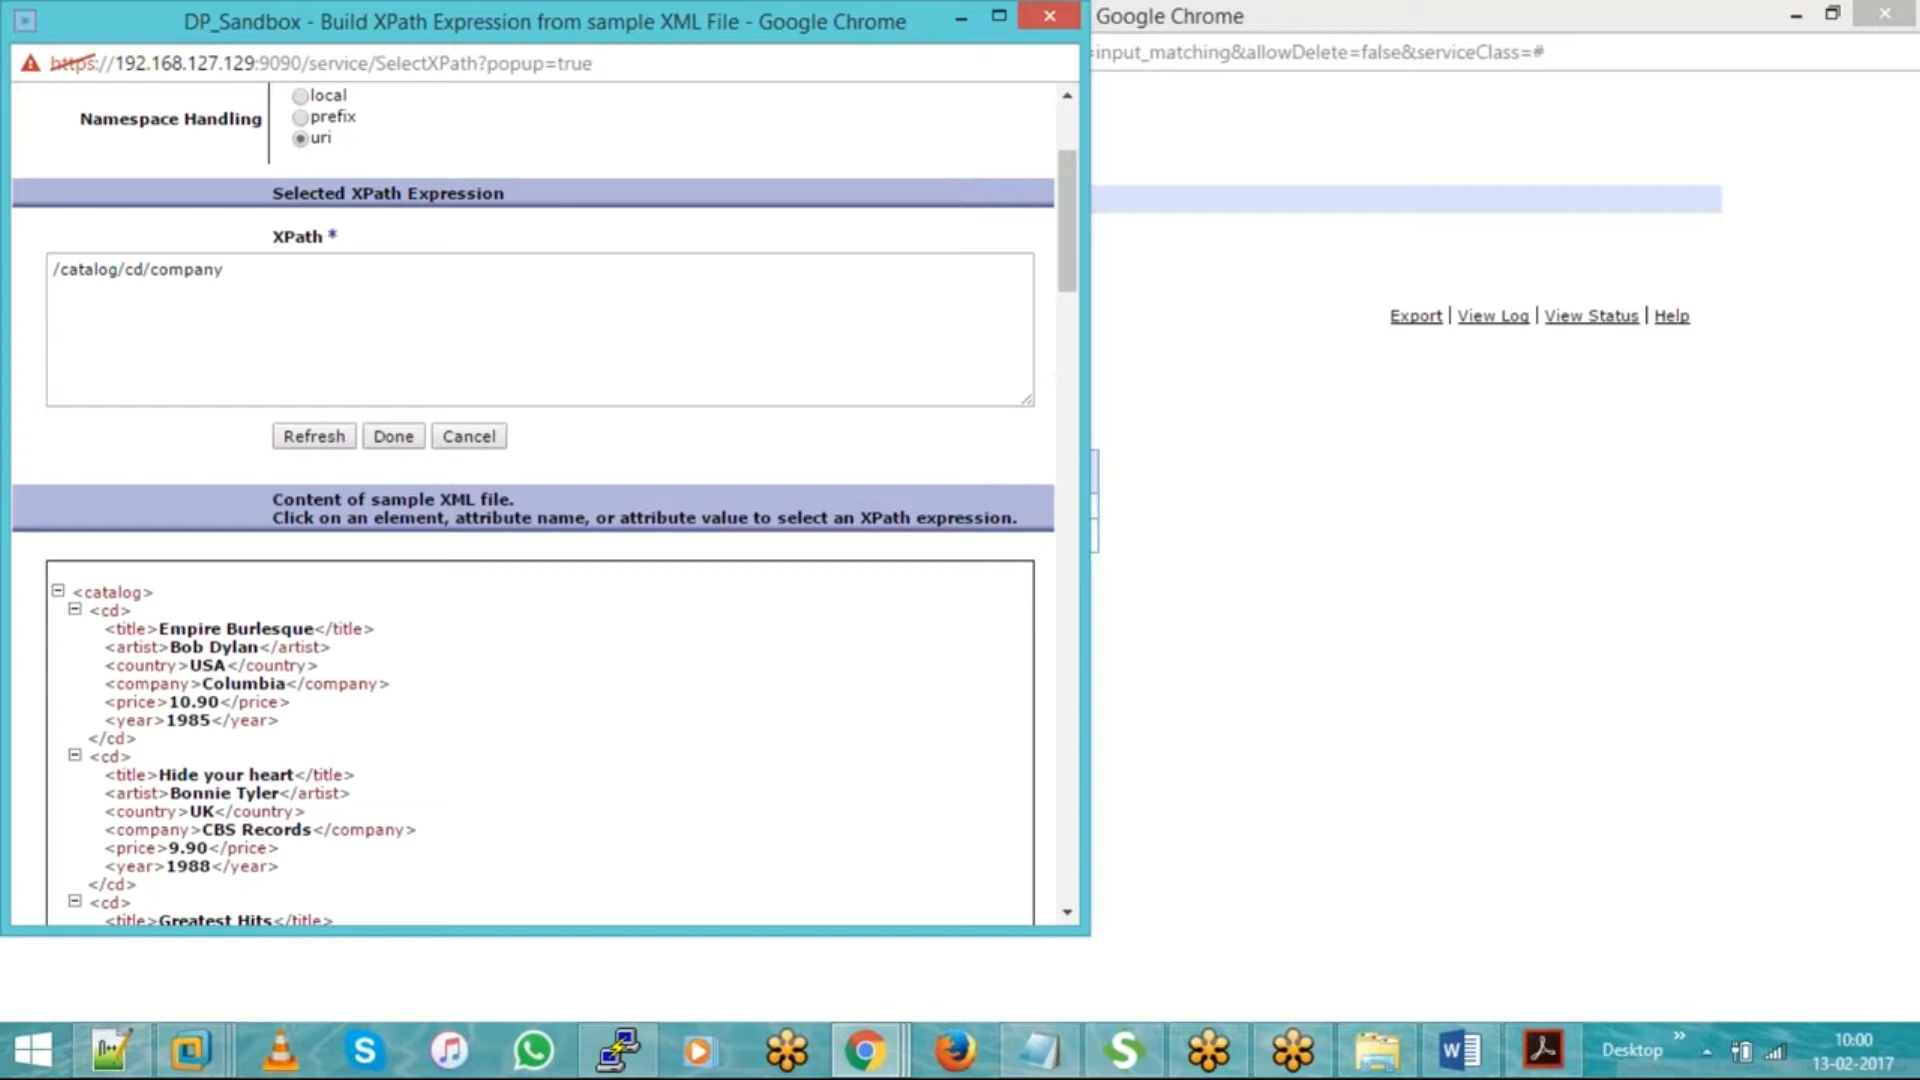 DP_Sandbox - Build XPath Expression from sample XML File - Google Chrome
Google Chrome
https://192.168.127.129:9090/service/SelectXPath?popup=true
input_matching&allowDelete=false&serviceClass=#
local
Namespace Handling
prefix
uri
Selected XPath Expression
XPath *
/catalog/cd/company
Export | View Log | View Status | Help
Refresh Done Cancel
Content of sample XML file.
Click on an element, attribute name, or attribute value to select an XPath expression.
<catalog>
<cd>
<title>Empire Burlesque</title>
<artist>Bob Dylan</artist>
<country>USA</country>
<company>Columbia</company>
<price>10.90</price>
<year>1985</year>
</cd>
<cd>
<title>Hide your heart</title>
<artist>Bonnie Tyler</artist>
<country>UK</country>
<company>CBS Records</company>
<price>9.90</price>
<year>1988</year>
</cd>
<cd>
<title>Greatest Hits</title>
Desktop
10:00
13-02-2017